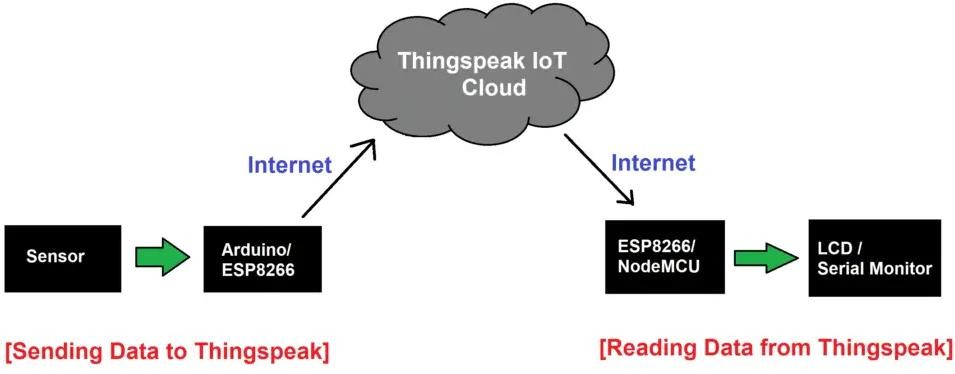 Thingspeak IoT
Cloud
Internet
Internet
Sensor
Arduino/
ESP8266
ESP8266/
NodeMCU
LCD /
Serial Monitor
[Sending Data to Thingspeak]
[Reading Data from Thingspeak]